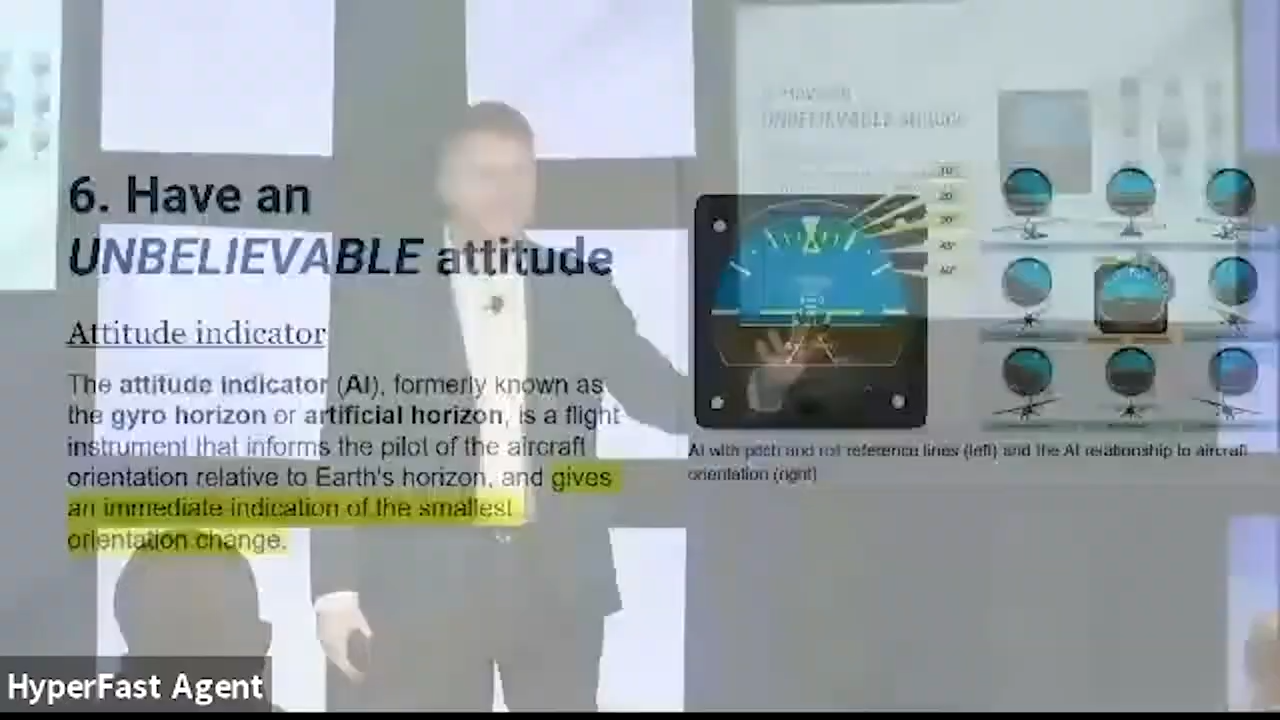 6. Have an
UNBELIEVABLE attitude
Attitude indicator
The attitude indicator (AI), formerly known as
the gyro horizon or artificial horizon, is a flight
instrument that informs the pilot of the aircraft
orientation relative to Earth's horizon, and gives
an immediate indication of the smallest
orientation change.
AI with pitch and roll reference lines (left) and the AI relationship to aircraft
orientation (right)
UNBELIEVABLE attitude
HyperFast Agent